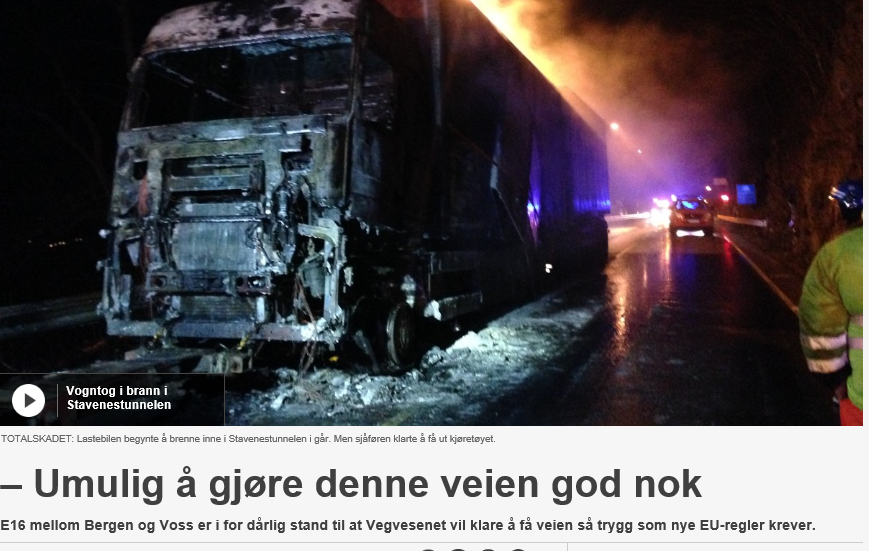 Vogntog i brann i
Stavenestunnelen
TOTALSKADET: Lastebilen begynte å brenne inne i Stavenestunnelen i går. Men sjåføren klarte å få ut kjøretøyet.
– Umulig å gjøre denne veien god nok
E16 mellom Bergen og Voss er i for dårlig stand til at Vegvesenet vil klare å få veien så trygg som nye EU-regler krever.